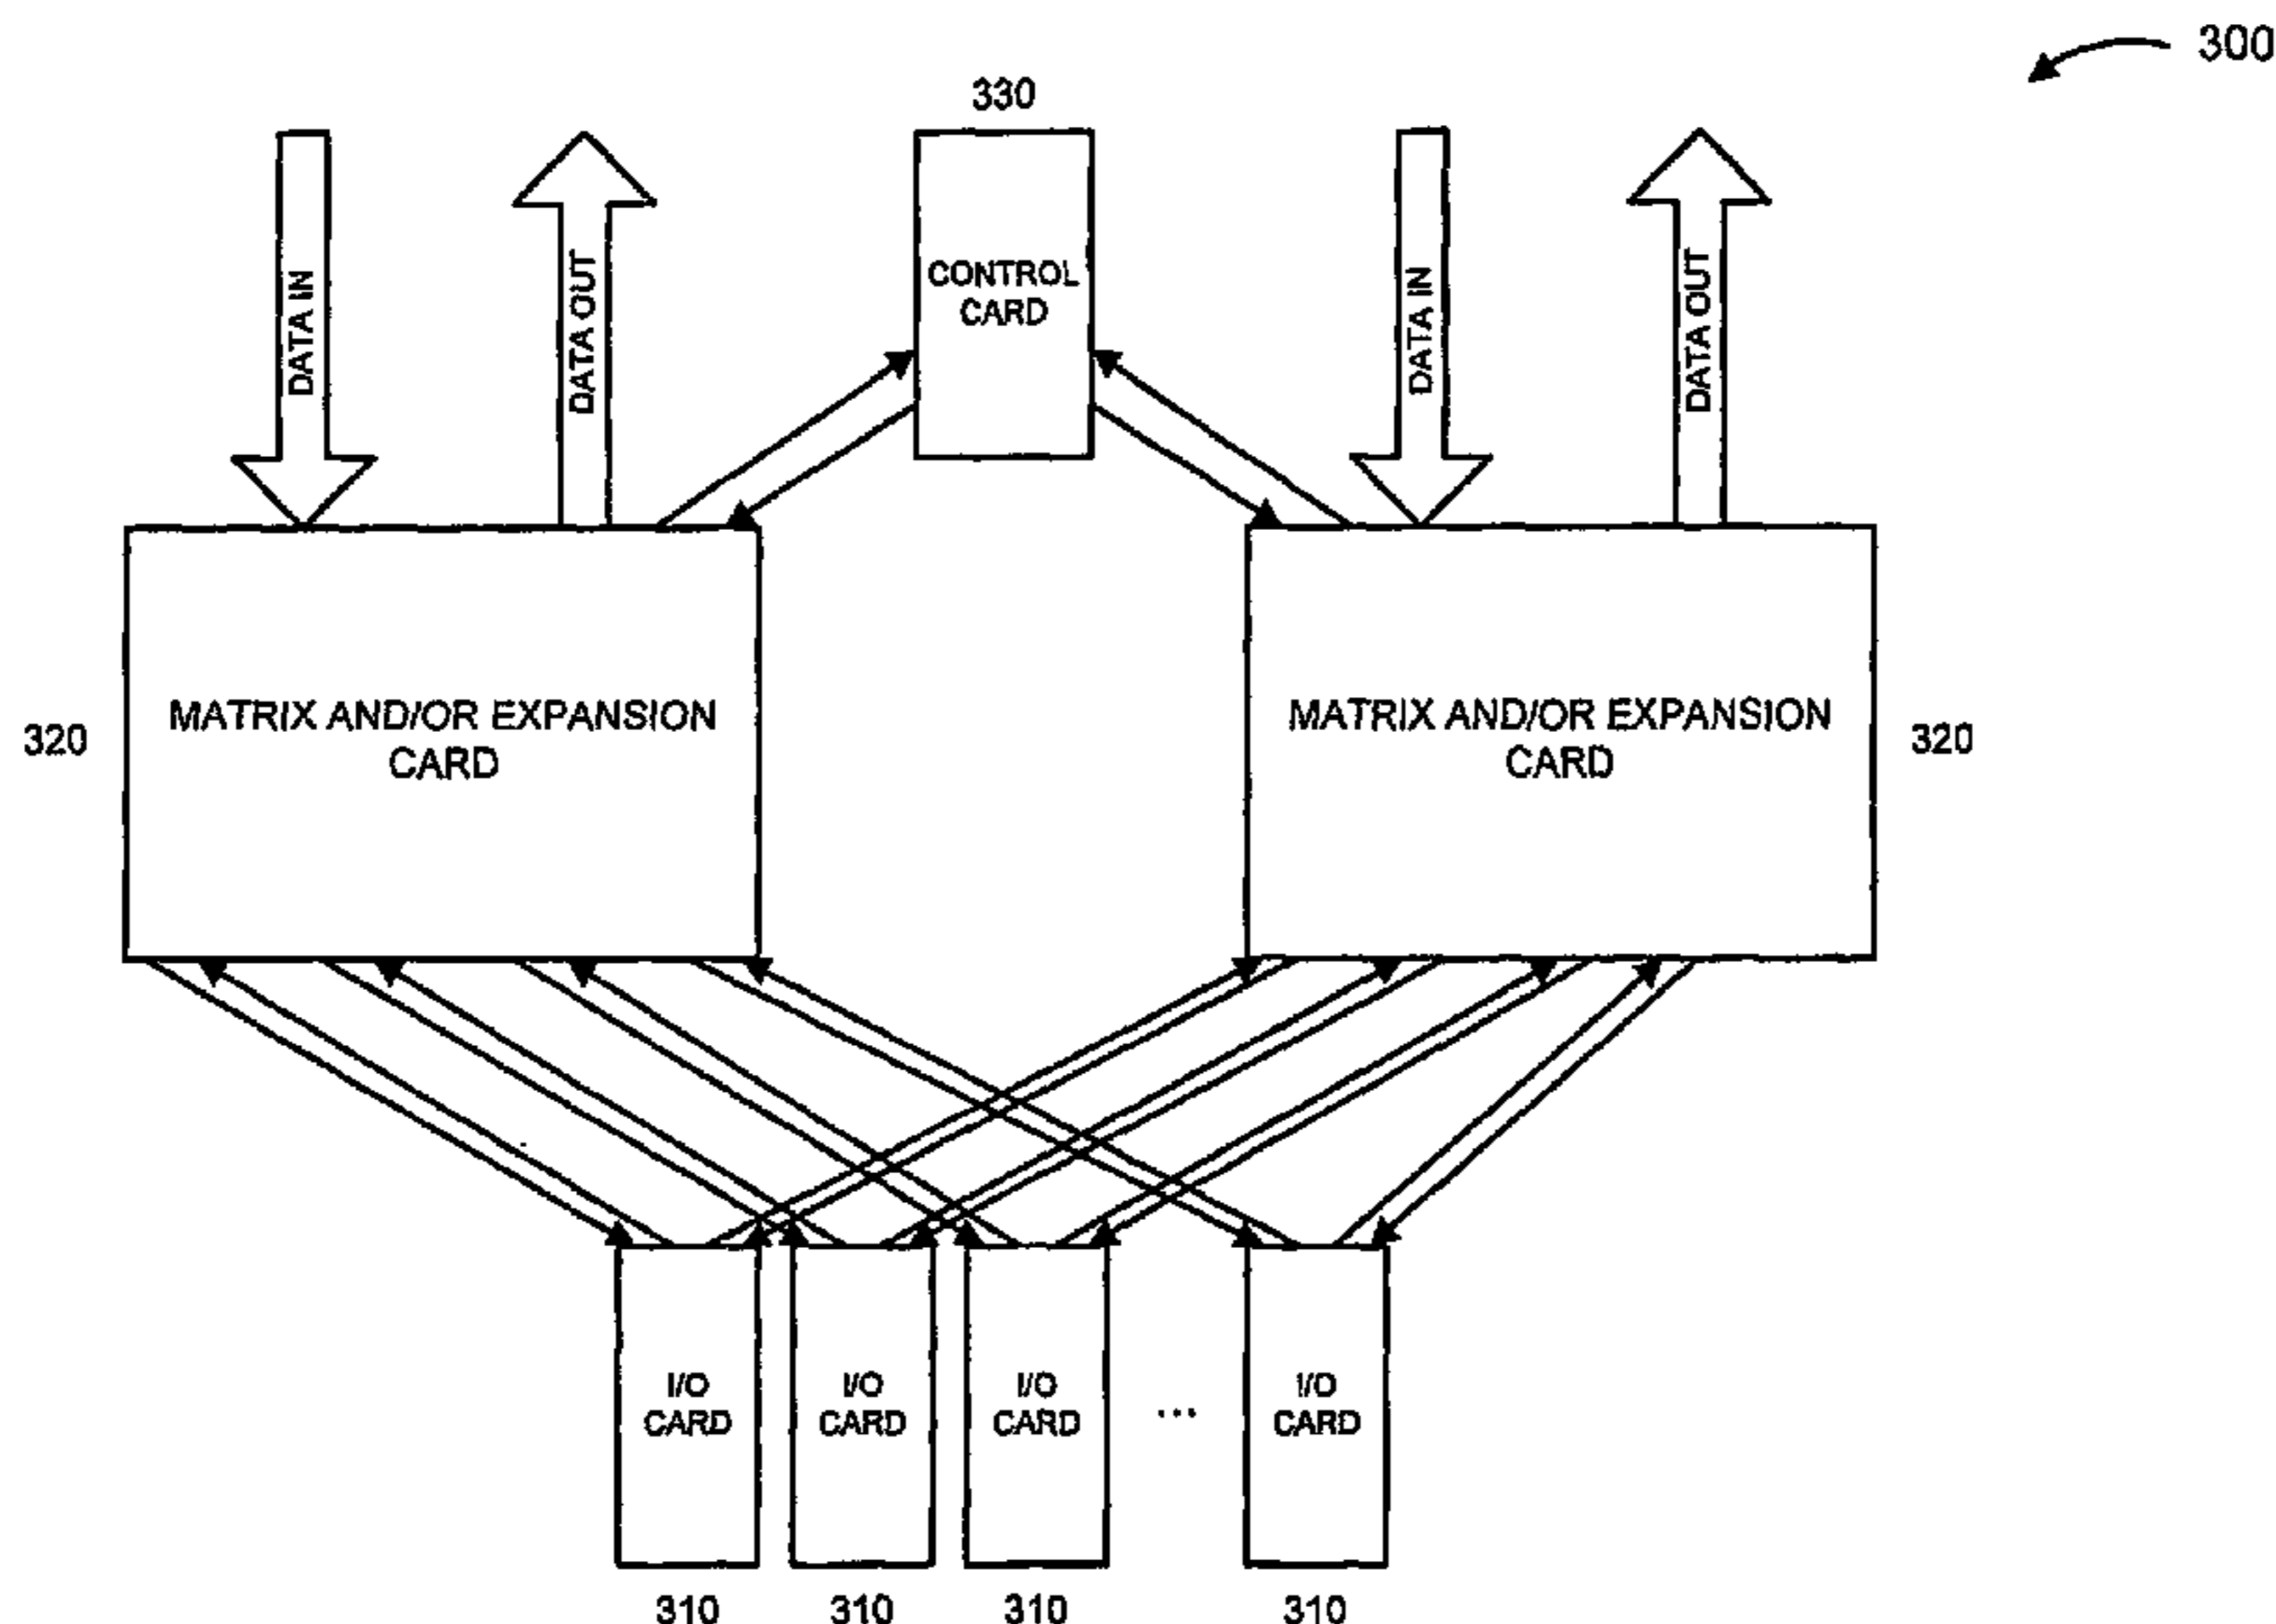 300
330
CONTROL
CARD
DATA IN
DATA OUT
DATA IN
DATA OUT
320
MATRIX AND/OR EXPANSION
CARD
MATRIX AND/OR EXPANSION
CARD
320
I/O
CARD
I/O
CARD
I/O
CARD
...
I/O
CARD
310
310
310
310